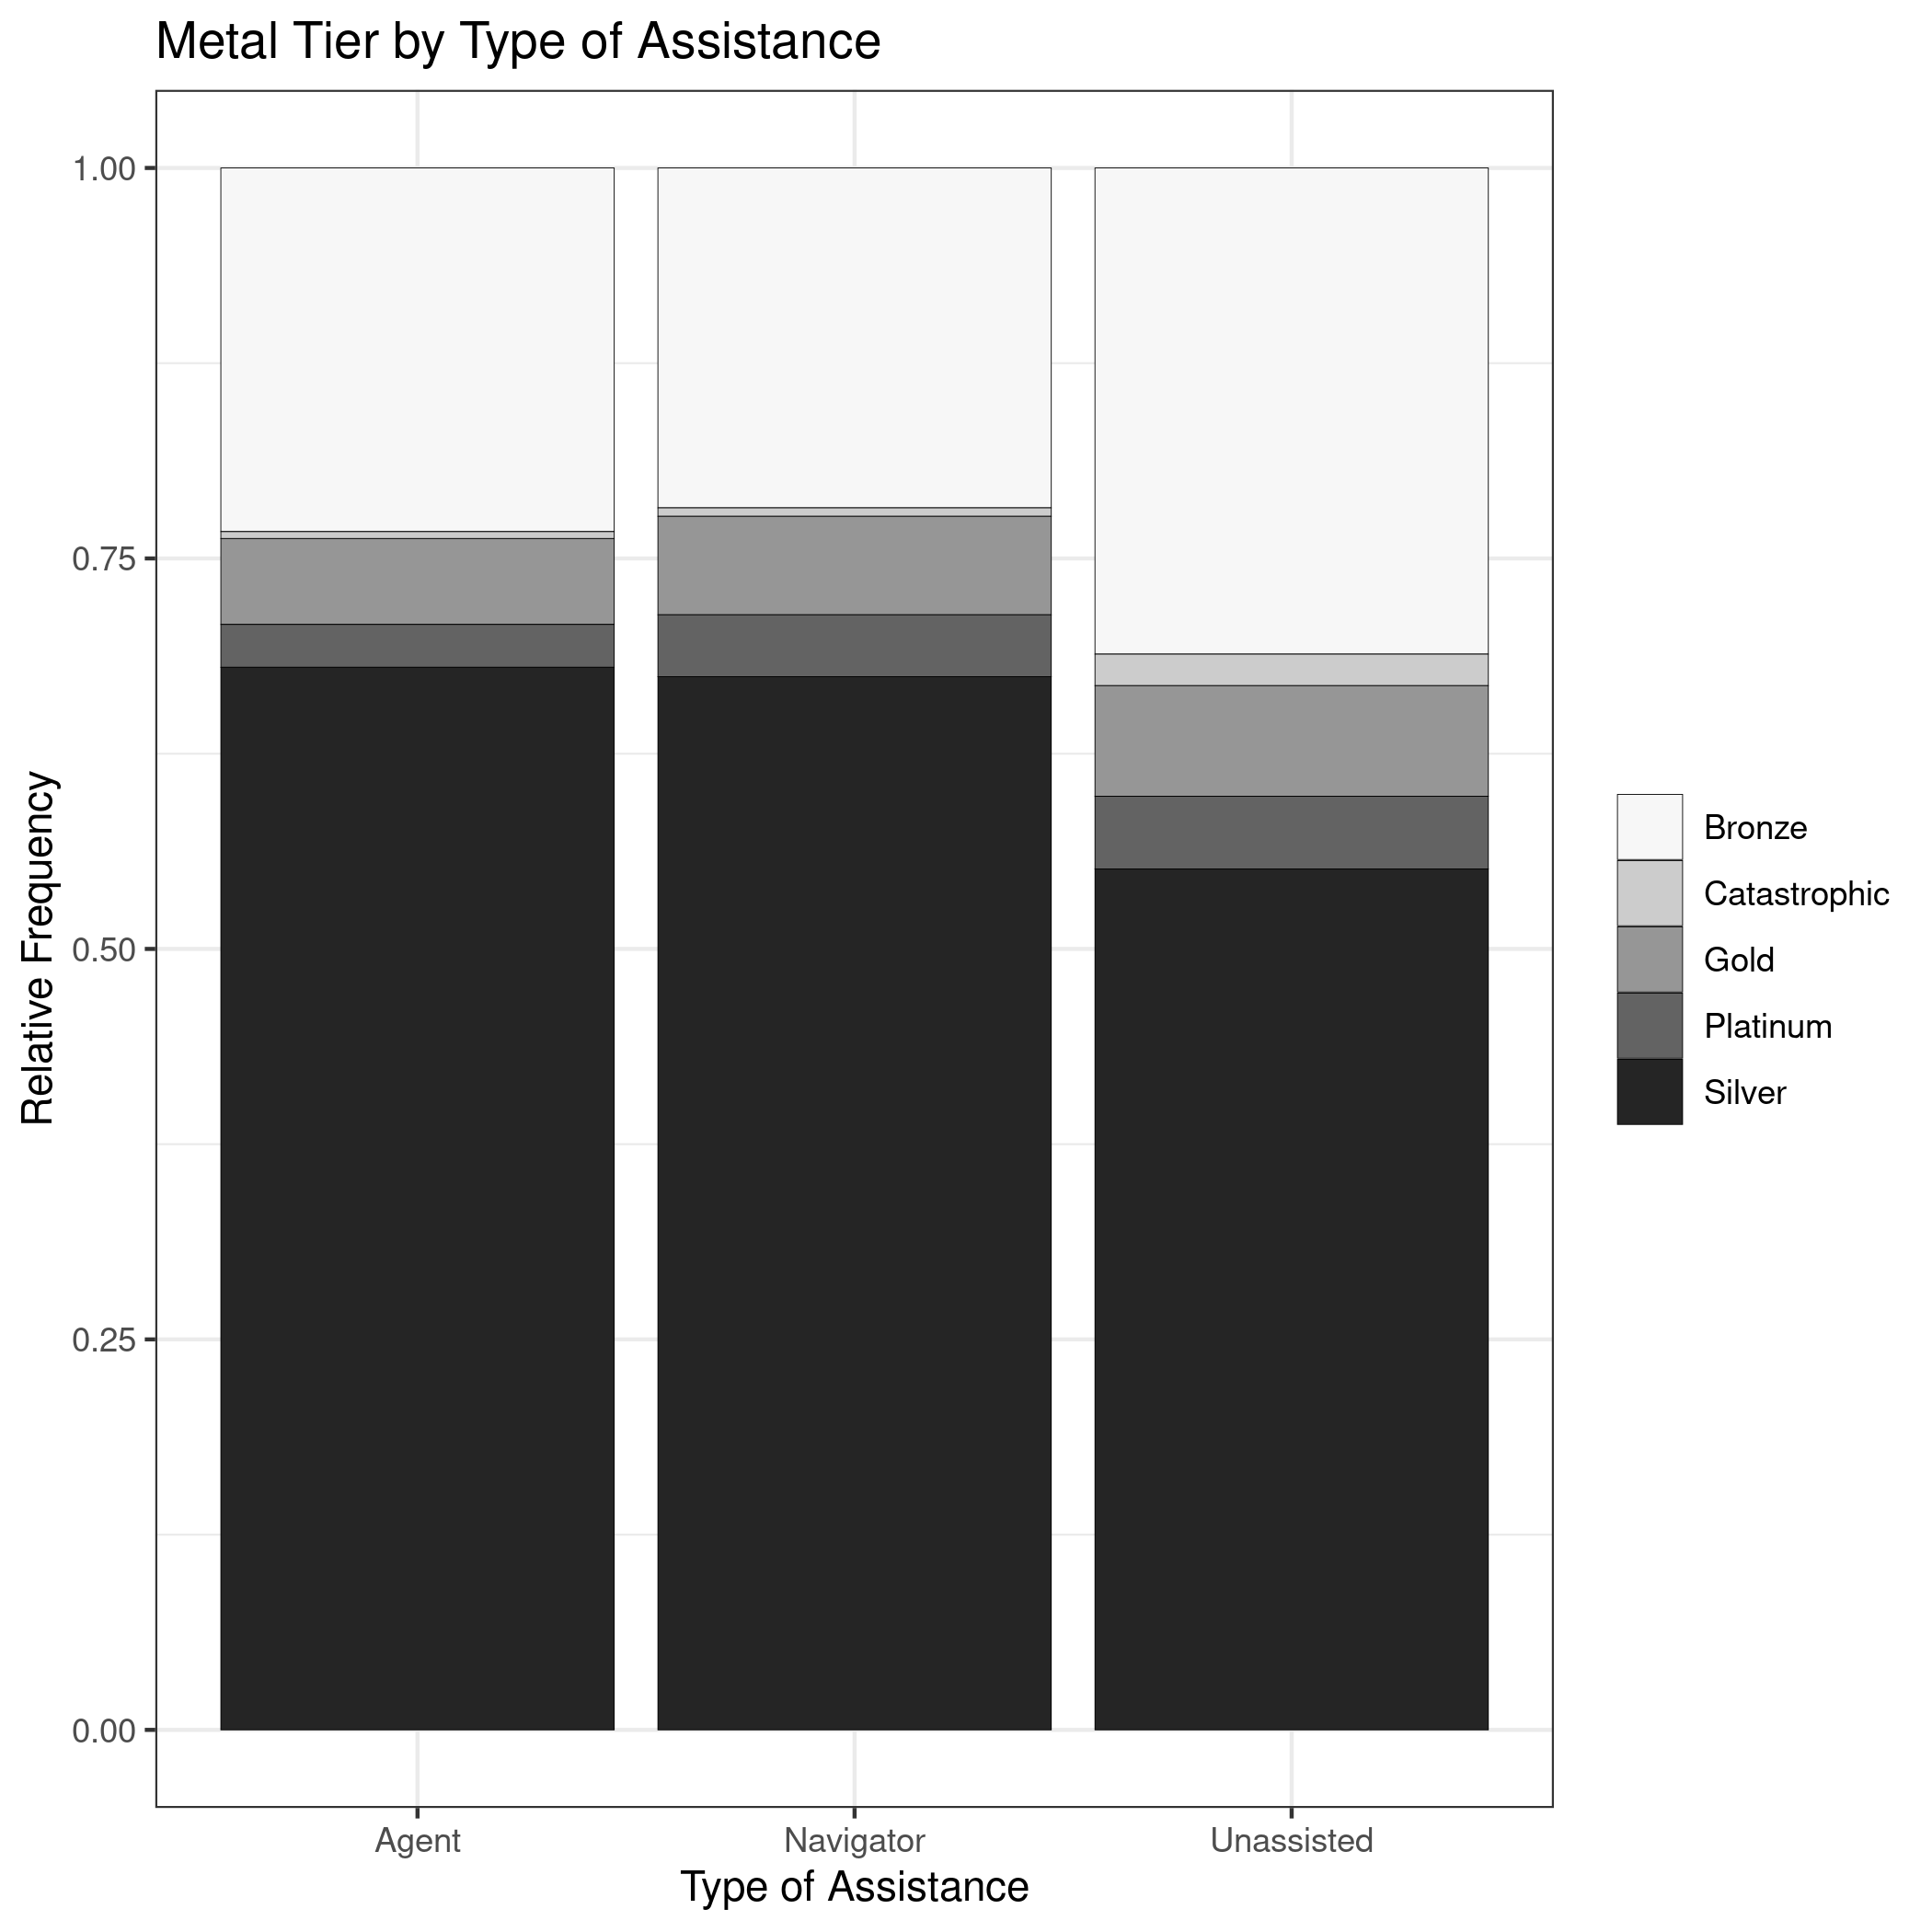 Metal Tier by Type of Assistance
Relative Frequency
1.00
0.75
0.50
0.25
0.00
Agent
Navigator
Unassisted
Type of Assistance
Bronze
Catastrophic
Gold
Platinum
Silver